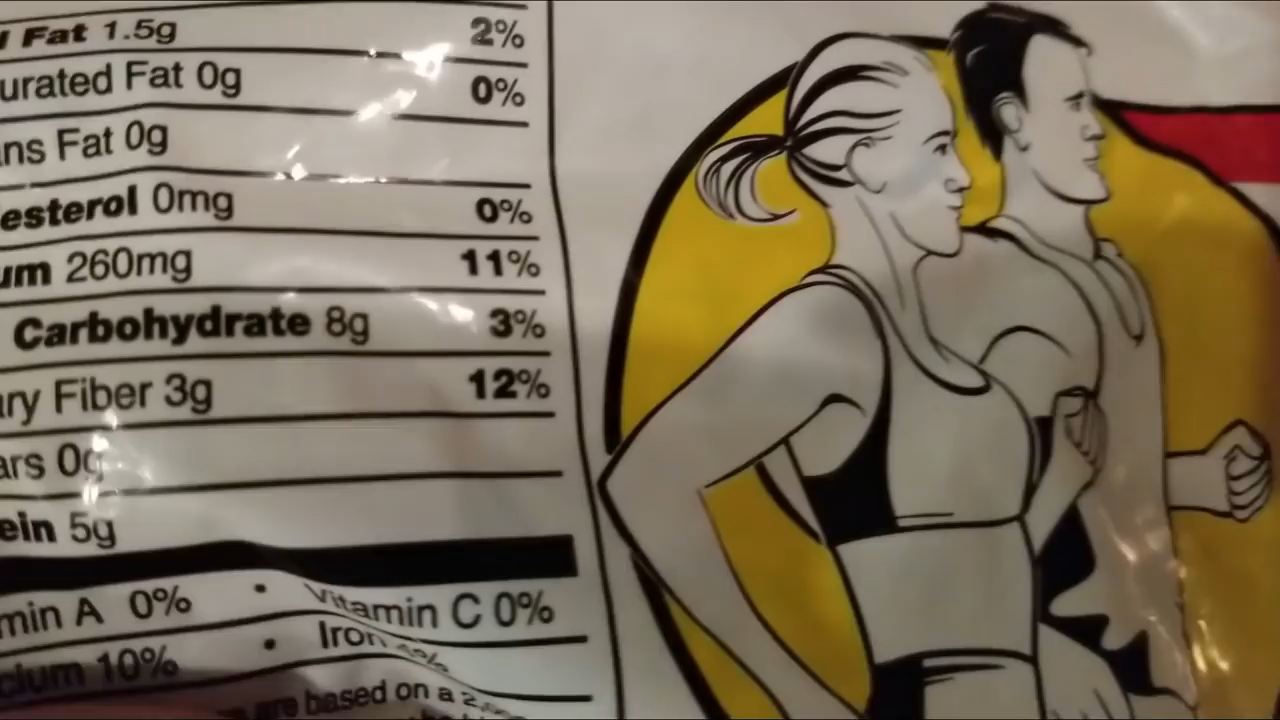 Fat 1.5g 2%
urated Fat 0g 0%
ns Fat 0g
esterol 0mg 0%
um 260mg 11%
Carbohydrate 8g 3%
ary Fiber 3g 12%
ars 0g
ein 5g
min A 0% • Vitamin C 0%
cium 10% • Iron
are based on a